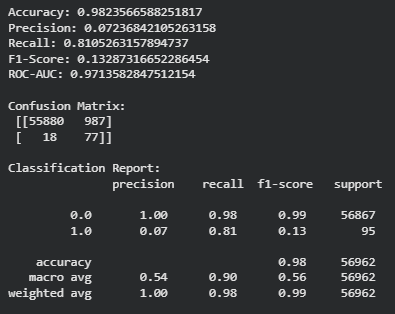 Accuracy: 0.9823566588251817
Precision: 0.07236842105263158
Recall: 0.8105263157894737
F1-Score: 0.13287316652286454
ROC-AUC: 0.9713582847512154

Confusion Matrix:
 [[55880   987]
 [   18    77]]

Classification Report:
              precision    recall  f1-score   support

         0.0       1.00      0.98      0.99     56867
         1.0       0.07      0.81      0.13        95

    accuracy                           0.98     56962
   macro avg       0.54      0.90      0.56     56962
weighted avg       1.00      0.98      0.99     56962